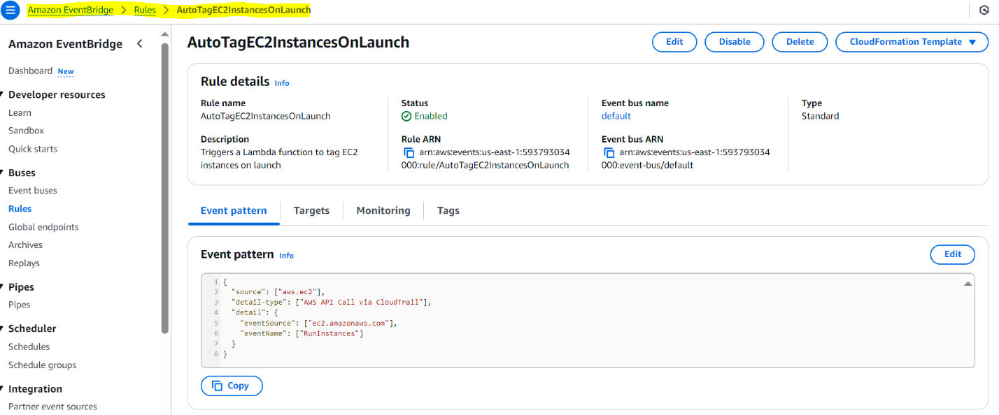 Amazon EventBridge > Rules > AutoTagEC2InstancesOnLaunch
Amazon EventBridge
Dashboard New
Developer resources
Learn
Sandbox
Quick starts
Buses
Event buses
Rules
Global endpoints
Archives
Replays
Pipes
Pipes
Scheduler
Schedules
Schedule groups
Integration
Partner event sources
AutoTagEC2InstancesOnLaunch
Edit
Disable
Delete
CloudFormation Template
Rule details Info
Rule name
AutoTagEC2InstancesOnLaunch
Description
Triggers a Lambda function to tag EC2
instances on launch
Status
Enabled
Rule ARN
arn:aws:events:us-east-1:593793034
000:rule/AutoTagEC2InstancesOnLaunch
Event bus name
default
Event bus ARN
arn:aws:events:us-east-1:593793034
000:event-bus/default
Type
Standard
Event pattern
Targets
Monitoring
Tags
Event pattern Info
Edit
1 {
2 "source": ["aws.ec2"],
3 "detail-type": ["AWS API Call via CloudTrail"],
4 "detail": {
5 "eventSource": ["ec2.amazonaws.com"],
6 "eventName": ["RunInstances"]
7 }
8 }
Copy